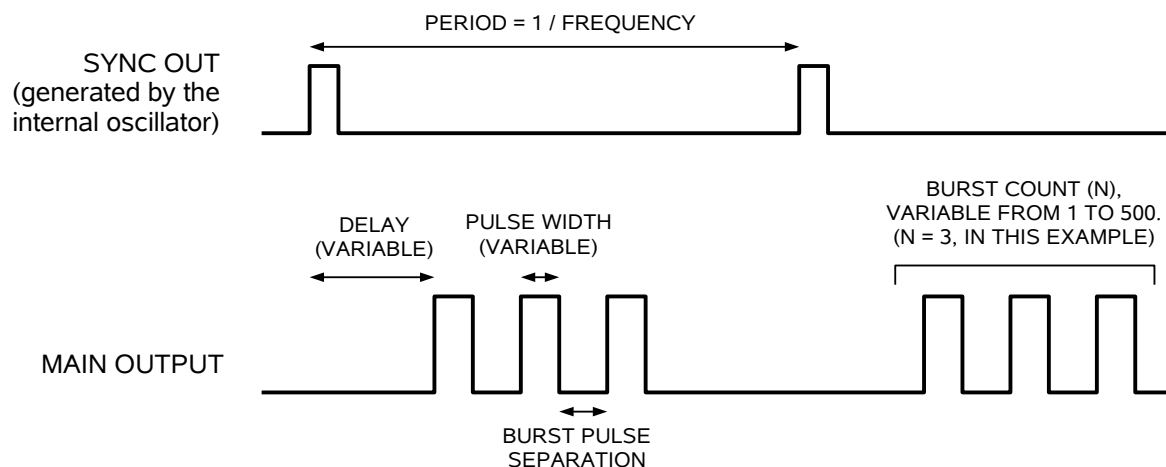 PERIOD = 1 / FREQUENCY
SYNC OUT
(generated by the
internal oscillator)
DELAY
(VARIABLE)
PULSE WIDTH
(VARIABLE)
BURST COUNT (N),
VARIABLE FROM 1 TO 500.
(N = 3, IN THIS EXAMPLE)
MAIN OUTPUT
BURST PULSE
SEPARATION